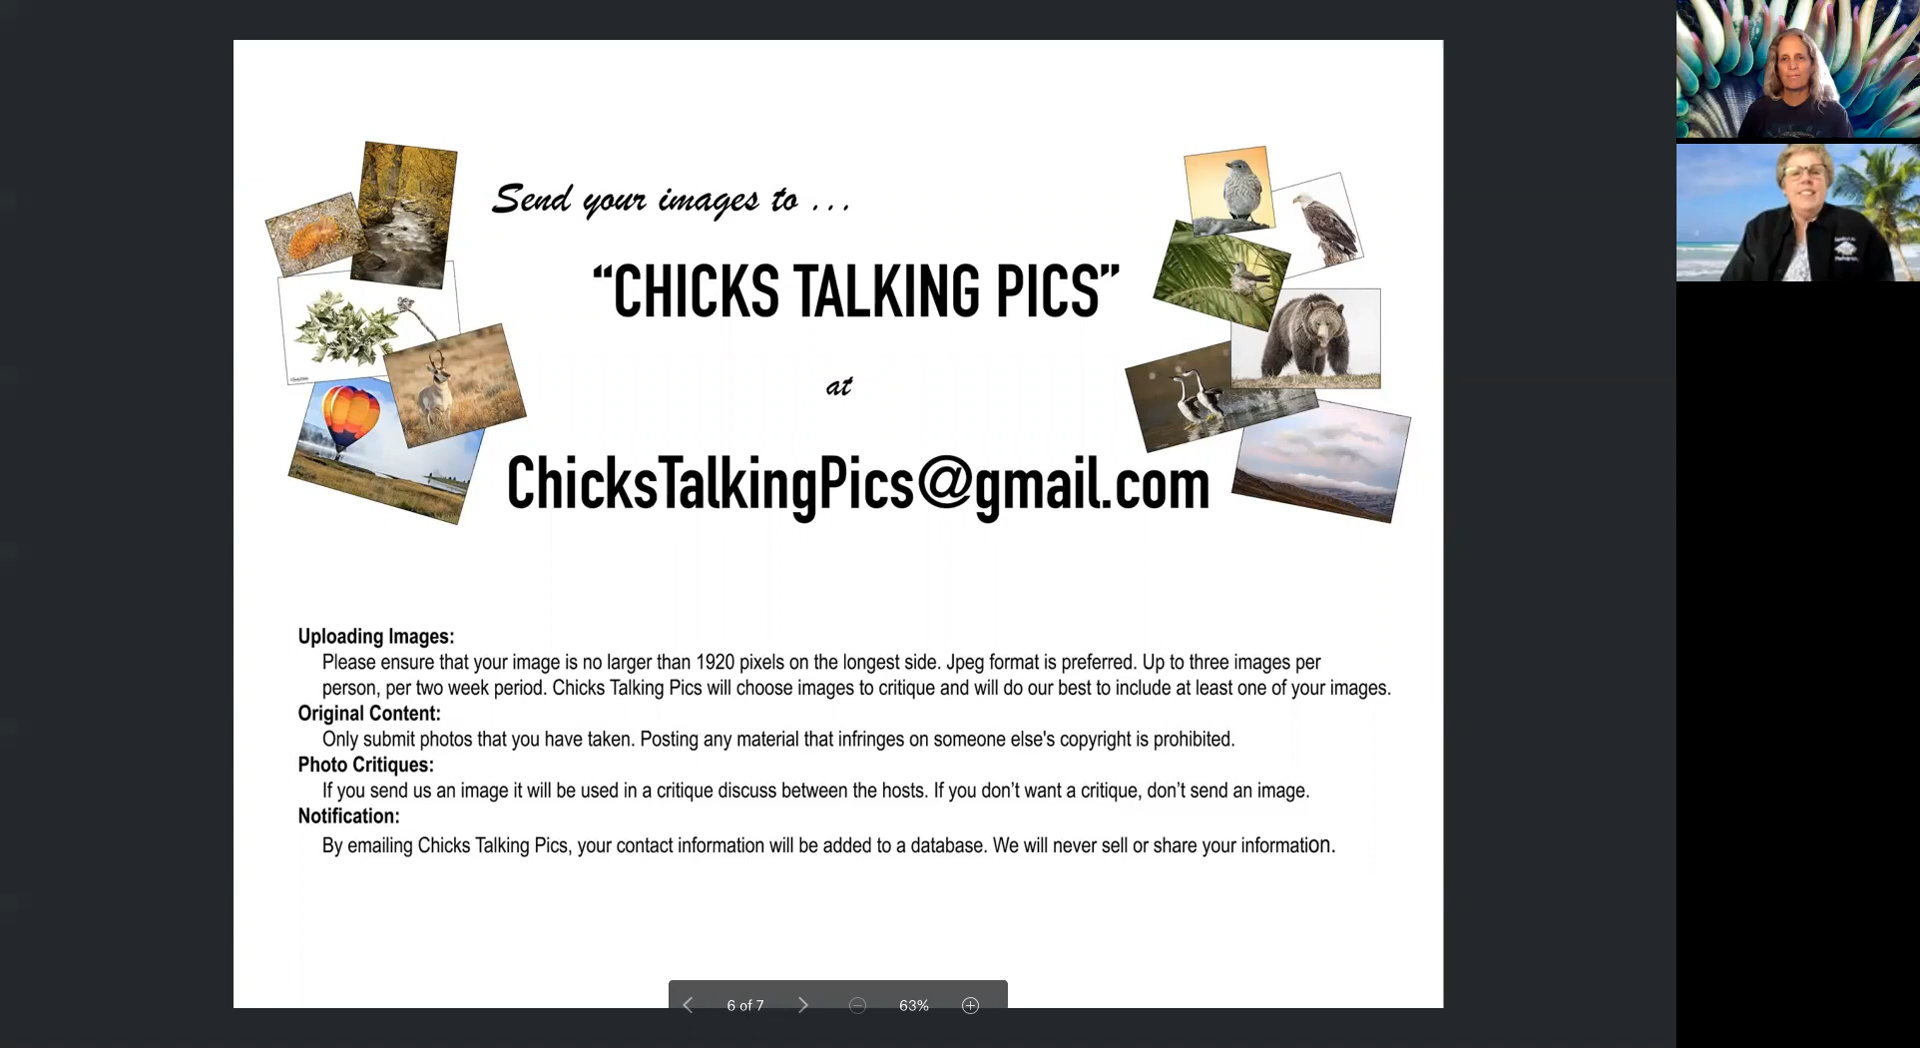 Send your images to ...
“CHICKS TALKING PICS”
at
ChicksTalkingPics@gmail.com
Uploading Images:
Please ensure that your image is no larger than 1920 pixels on the longest side. Jpeg format is preferred. Up to three images per
person, per two week period. Chicks Talking Pics will choose images to critique and will do our best to include at least one of your images.
Original Content:
Only submit photos that you have taken. Posting any material that infringes on someone else's copyright is prohibited.
Photo Critiques:
If you send us an image it will be used in a critique discuss between the hosts. If you don’t want a critique, don’t send an image.
Notification:
By emailing Chicks Talking Pics, your contact information will be added to a database. We will never sell or share your information.
6 of 7
63%